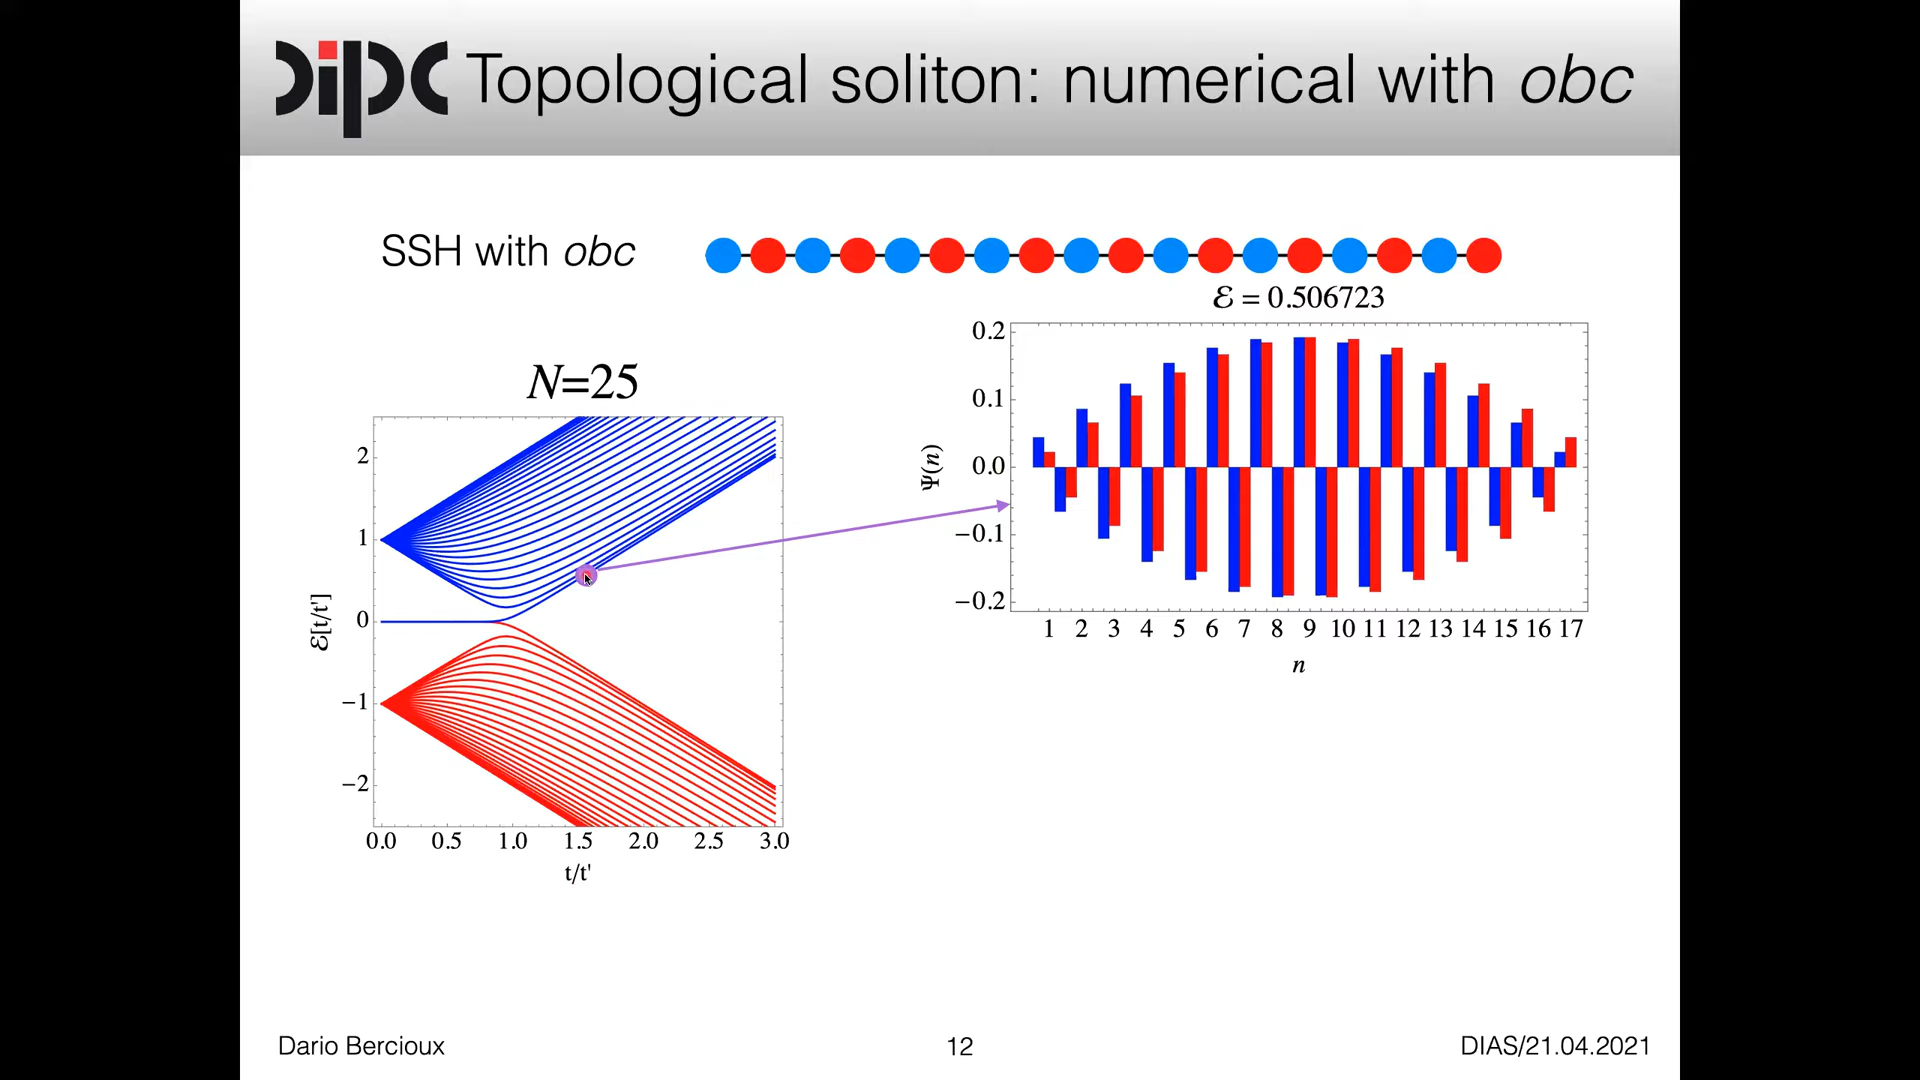 dipc Topological soliton: numerical with obc
SSH with obc
ℰ = 0.506723
N=25
2
1
0
−1
−2
ℰ[t/t']
0.0 0.5 1.0 1.5 2.0 2.5 3.0
t/t'
0.2
0.1
0.0
−0.1
−0.2
Ψ(n)
1 2 3 4 5 6 7 8 9 10 11 12 13 14 15 16 17
n
Dario Bercioux 12 DIAS/21.04.2021